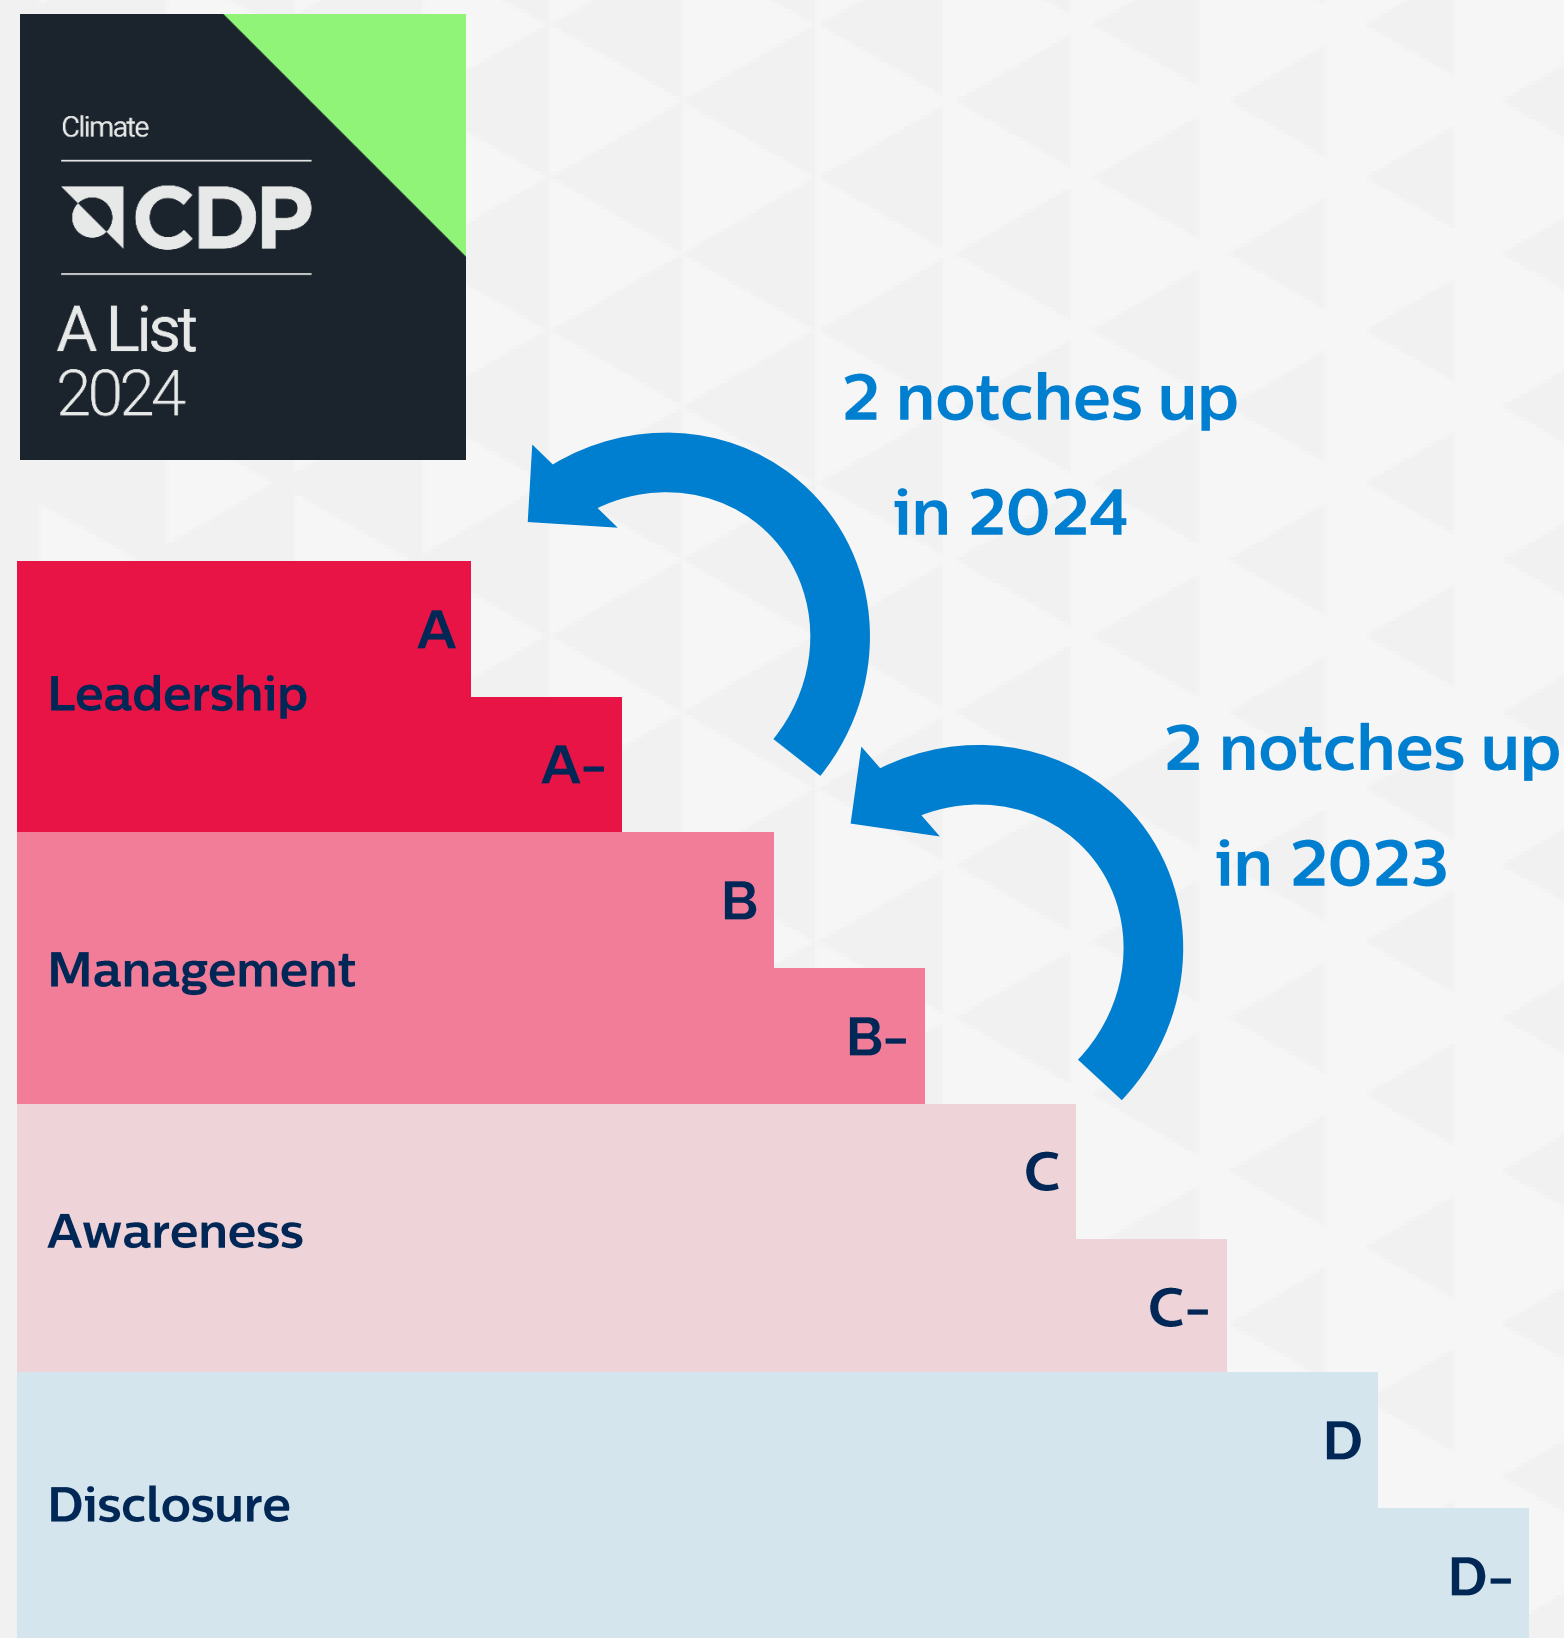 Climate
CDP
A List
2024
2 notches up
in 2024
2 notches up
in 2023
A
Leadership
A-
B
Management
B-
C
Awareness
C-
D
Disclosure
D-